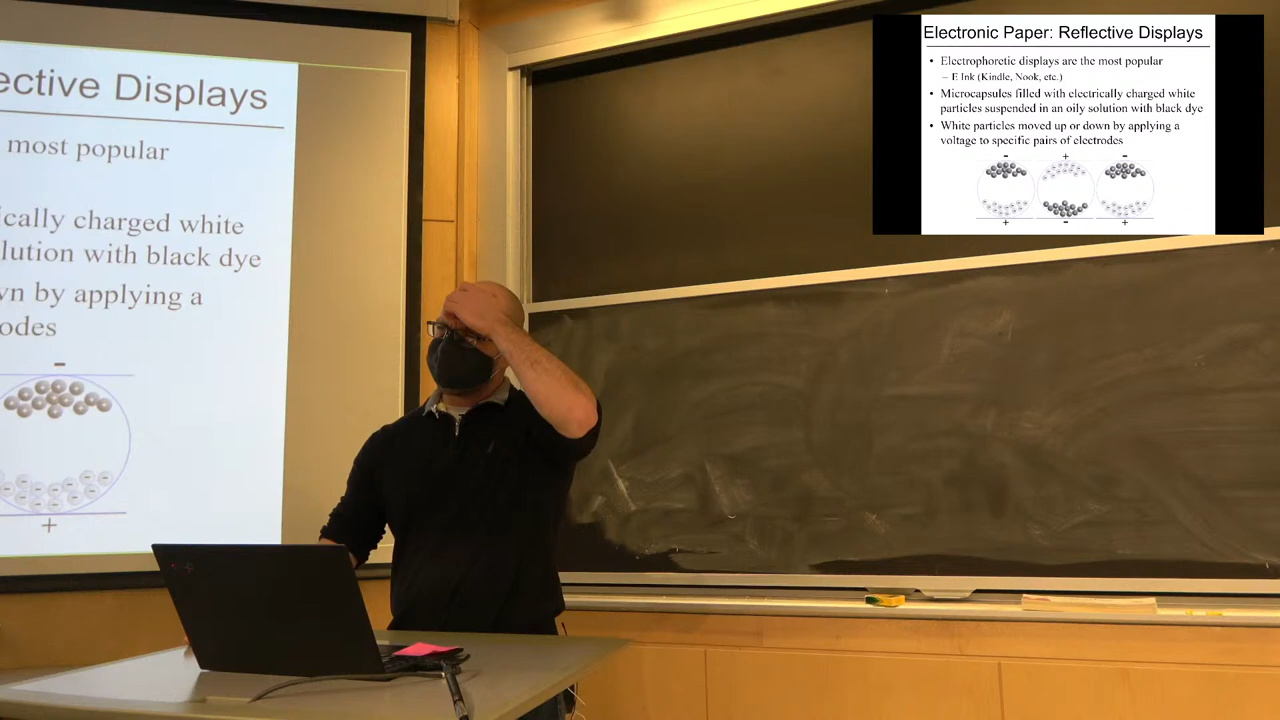 ective Displays
most popular
ically charged white
lution with black dye
wn by applying a
odes
-
+
Electronic Paper: Reflective Displays
• Electrophoretic displays are the most popular
– E Ink (Kindle, Nook, etc.)
• Microcapsules filled with electrically charged white
particles suspended in an oily solution with black dye
• White particles moved up or down by applying a
voltage to specific pairs of electrodes
- + -
+ - +